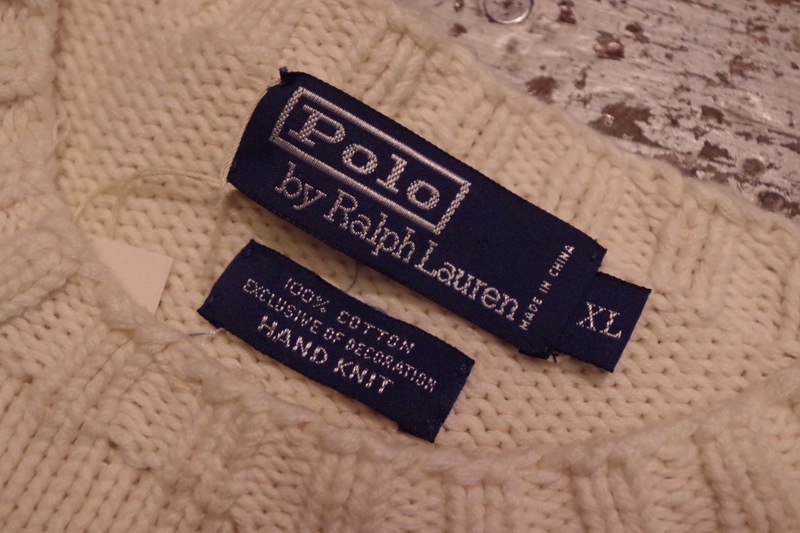 Polo
by Ralph Lauren
MADE IN CHINA
XL
100% COTTON
EXCLUSIVE OF DECORATION
HAND KNIT